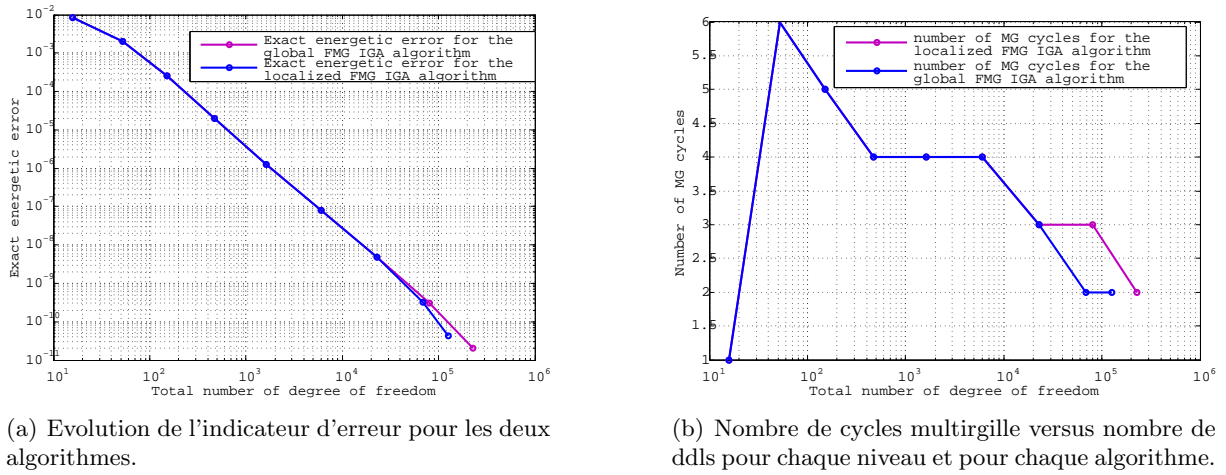 10^-2
10^-3
10^-4
10^-5
10^-6
10^-7
10^-8
10^-9
10^-10
10^-11
Exact energetic error
10^1
10^2
10^3
10^4
10^5
10^6
Total number of degree of freedom
Exact energetic error for the
global FMG IGA algorithm
Exact energetic error for the
localized FMG IGA algorithm
(a) Evolution de l'indicateur d'erreur pour les deux
algorithmes.
6
5.5
5
4.5
4
3.5
3
2.5
2
1.5
1
Number of MG cycles
10^1
10^2
10^3
10^4
10^5
10^6
Total number of degree of freedom
number of MG cycles for the
localized FMG IGA algorithm
number of MG cycles for the
global FMG IGA algorithm
(b) Nombre de cycles multirgille versus nombre de
ddls pour chaque niveau et pour chaque algorithme.